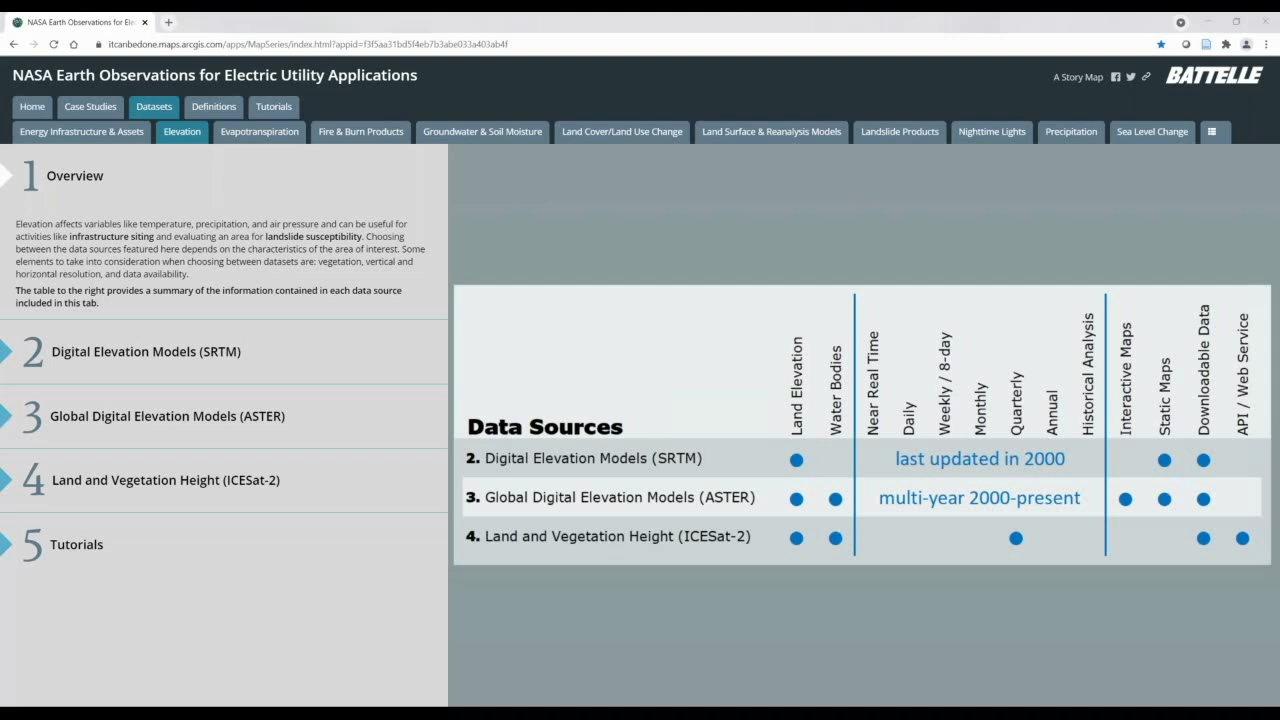 NASA Earth Observations for Ele
itcanbedone.maps.arcgis.com/apps/MapSeries/index.html?appid=f3f5aa31bd5f4eb7b3abe033a403ab4f
NASA Earth Observations for Electric Utility Applications
A Story Map
BATTELLE
Home Case Studies Datasets Definitions Tutorials
Energy Infrastructure & Assets Elevation Evapotranspiration Fire & Burn Products Groundwater & Soil Moisture Land Cover/Land Use Change Land Surface & Reanalysis Models Landslide Products Nighttime Lights Precipitation Sea Level Change
1 Overview
Elevation affects variables like temperature, precipitation, and air pressure and can be useful for
activities like infrastructure siting and evaluating an area for landslide susceptibility. Choosing
between the data sources featured here depends on the characteristics of the area of interest. Some
elements to take into consideration when choosing between datasets are: vegetation, vertical and
horizontal resolution, and data availability.
The table to the right provides a summary of the information contained in each data source
included in this tab.
2 Digital Elevation Models (SRTM)
3 Global Digital Elevation Models (ASTER)
4 Land and Vegetation Height (ICESat-2)
5 Tutorials
Data Sources
Land Elevation
Water Bodies
Near Real Time
Daily
Weekly / 8-day
Monthly
Quarterly
Annual
Historical Analysis
Interactive Maps
Static Maps
Downloadable Data
API / Web Service
2. Digital Elevation Models (SRTM) last updated in 2000
3. Global Digital Elevation Models (ASTER) multi-year 2000-present
4. Land and Vegetation Height (ICESat-2)